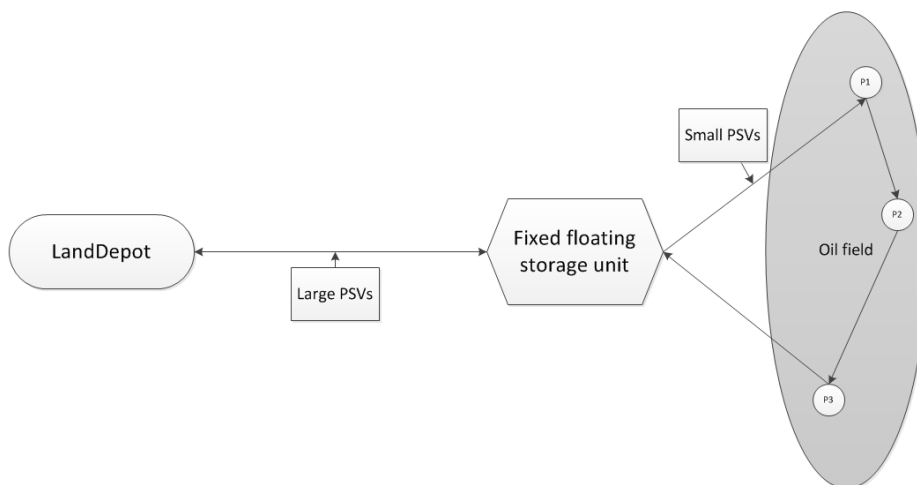 P1
Small PSVs
P2
LandDepot
Fixed floating
storage unit
Oil field
Large PSVs
P3